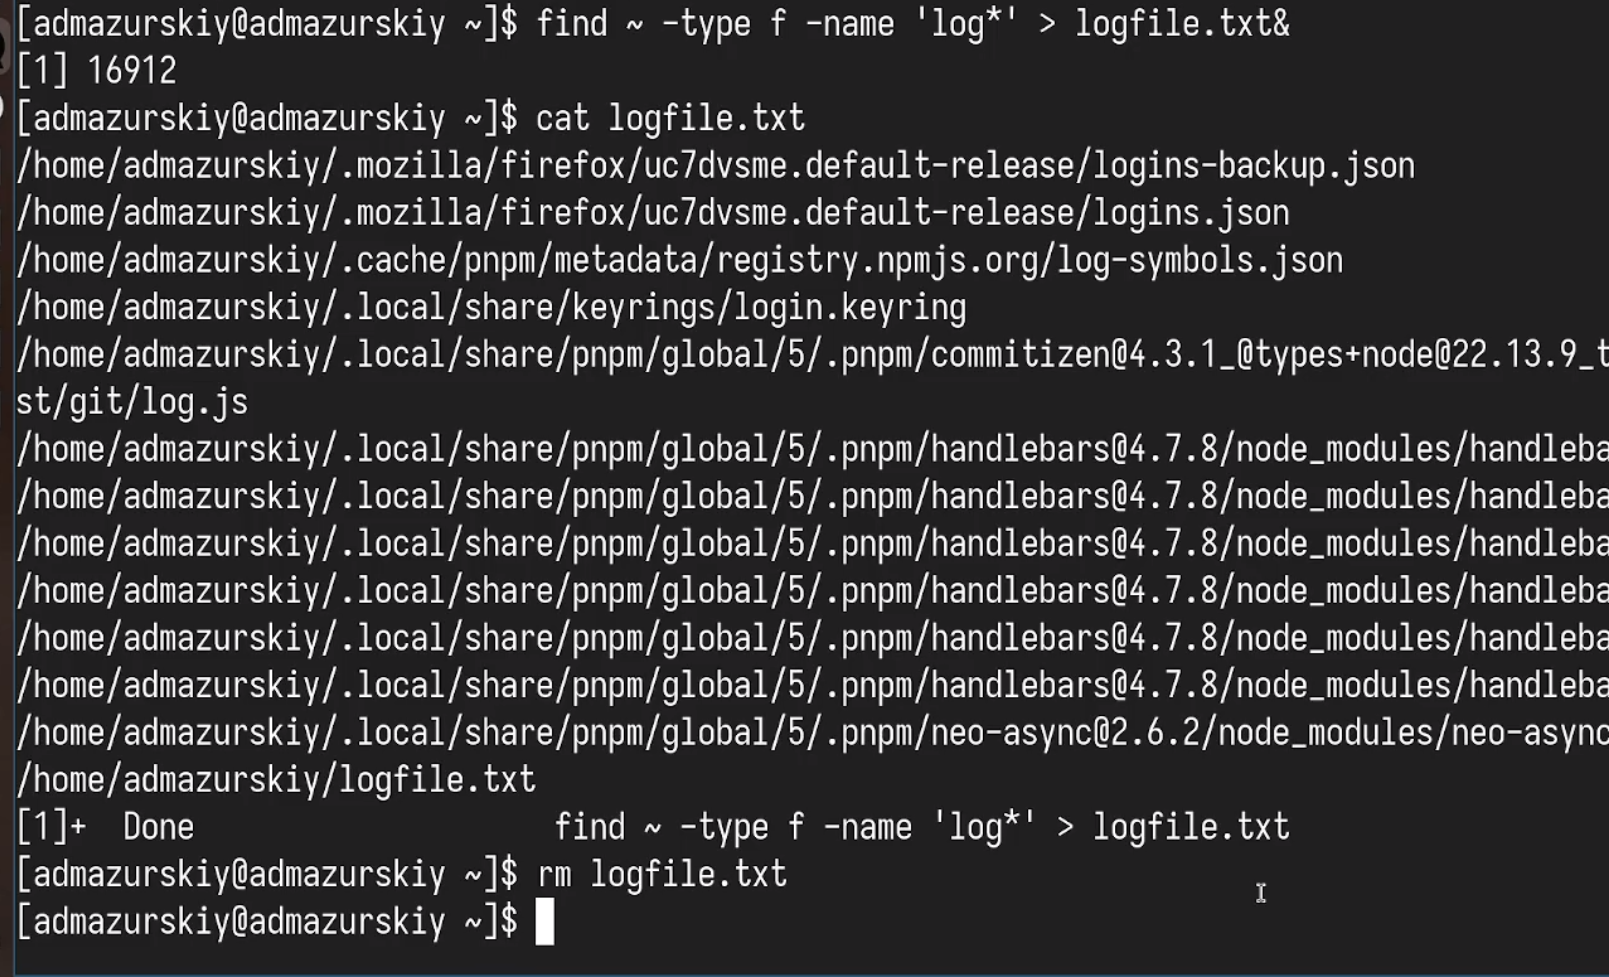 [admazurskiy@admazurskiy ~]$ find ~ -type f -name 'log*' > logfile.txt&
[1] 16912
[admazurskiy@admazurskiy ~]$ cat logfile.txt
/home/admazurskiy/.mozilla/firefox/uc7dvsme.default-release/logins-backup.json
/home/admazurskiy/.mozilla/firefox/uc7dvsme.default-release/logins.json
/home/admazurskiy/.cache/pnpm/metadata/registry.npmjs.org/log-symbols.json
/home/admazurskiy/.local/share/keyrings/login.keyring
/home/admazurskiy/.local/share/pnpm/global/5/.pnpm/commitizen@4.3.1_@types+node@22.13.9_t
st/git/log.js
/home/admazurskiy/.local/share/pnpm/global/5/.pnpm/handlebars@4.7.8/node_modules/handleba
/home/admazurskiy/.local/share/pnpm/global/5/.pnpm/handlebars@4.7.8/node_modules/handleba
/home/admazurskiy/.local/share/pnpm/global/5/.pnpm/handlebars@4.7.8/node_modules/handleba
/home/admazurskiy/.local/share/pnpm/global/5/.pnpm/handlebars@4.7.8/node_modules/handleba
/home/admazurskiy/.local/share/pnpm/global/5/.pnpm/handlebars@4.7.8/node_modules/handleba
/home/admazurskiy/.local/share/pnpm/global/5/.pnpm/handlebars@4.7.8/node_modules/handleba
/home/admazurskiy/.local/share/pnpm/global/5/.pnpm/neo-async@2.6.2/node_modules/neo-async
/home/admazurskiy/logfile.txt
[1]+  Done                    find ~ -type f -name 'log*' > logfile.txt
[admazurskiy@admazurskiy ~]$ rm logfile.txt
[admazurskiy@admazurskiy ~]$